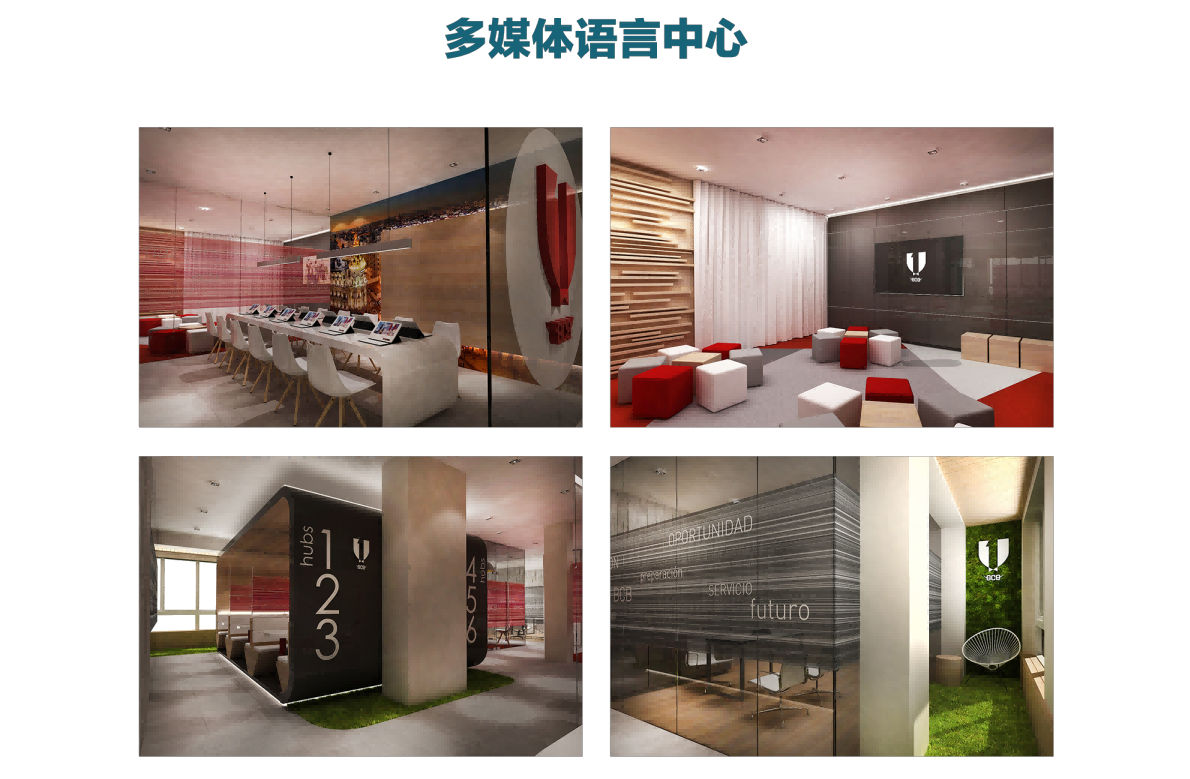 多媒体语言中心
hubs
1
2
3
hubs
4
5
6
OPORTUNIDAD
preparación
SERVICIO
futuro